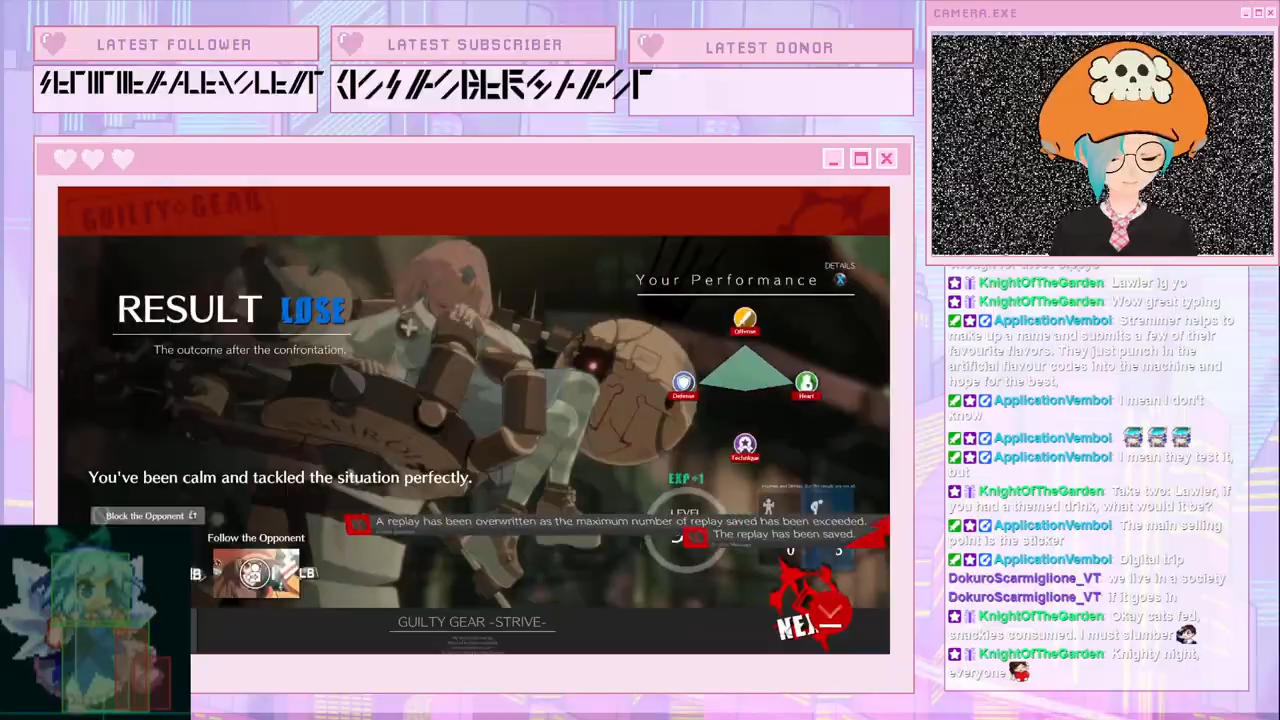 CAMERA.EXE
LATEST FOLLOWER
LATEST SUBSCRIBER
LATEST DONOR
GUILTY GEAR
DETAILS
Your Performance
RESULT LOSE
The outcome after the confrontation.
Offense
Defense
Heart
Technique
You've been calm and tackled the situation perfectly.
EXP+1
LEVEL
Block the Opponent
A replay has been overwritten as the maximum number of replay saved has been exceeded.
The replay has been saved.
Follow the Opponent
GUILTY GEAR -STRIVE-
KnightOfTheGarden Lawler ig yo
KnightOfTheGarden Wow great typing
ApplicationVemboi Stremmer helps to
make up a name and submits a few of their
favourite flavors. They just punch in the
artificial flavour codes into the machine and
hope for the best,
ApplicationVemboi I mean I don't
know
ApplicationVemboi
ApplicationVemboi I mean they test it,
but
KnightOfTheGarden Take two: Lawler, if
you had a themed drink, what would it be?
ApplicationVemboi The main selling
point is the sticker
ApplicationVemboi Digital trip
DokuroScarmiglione_VT we live in a society
DokuroScarmiglione_VT if it goes in
KnightOfTheGarden Okay cats fed,
snackies consumed. I must slumber
KnightOfTheGarden Knighty night,
everyone